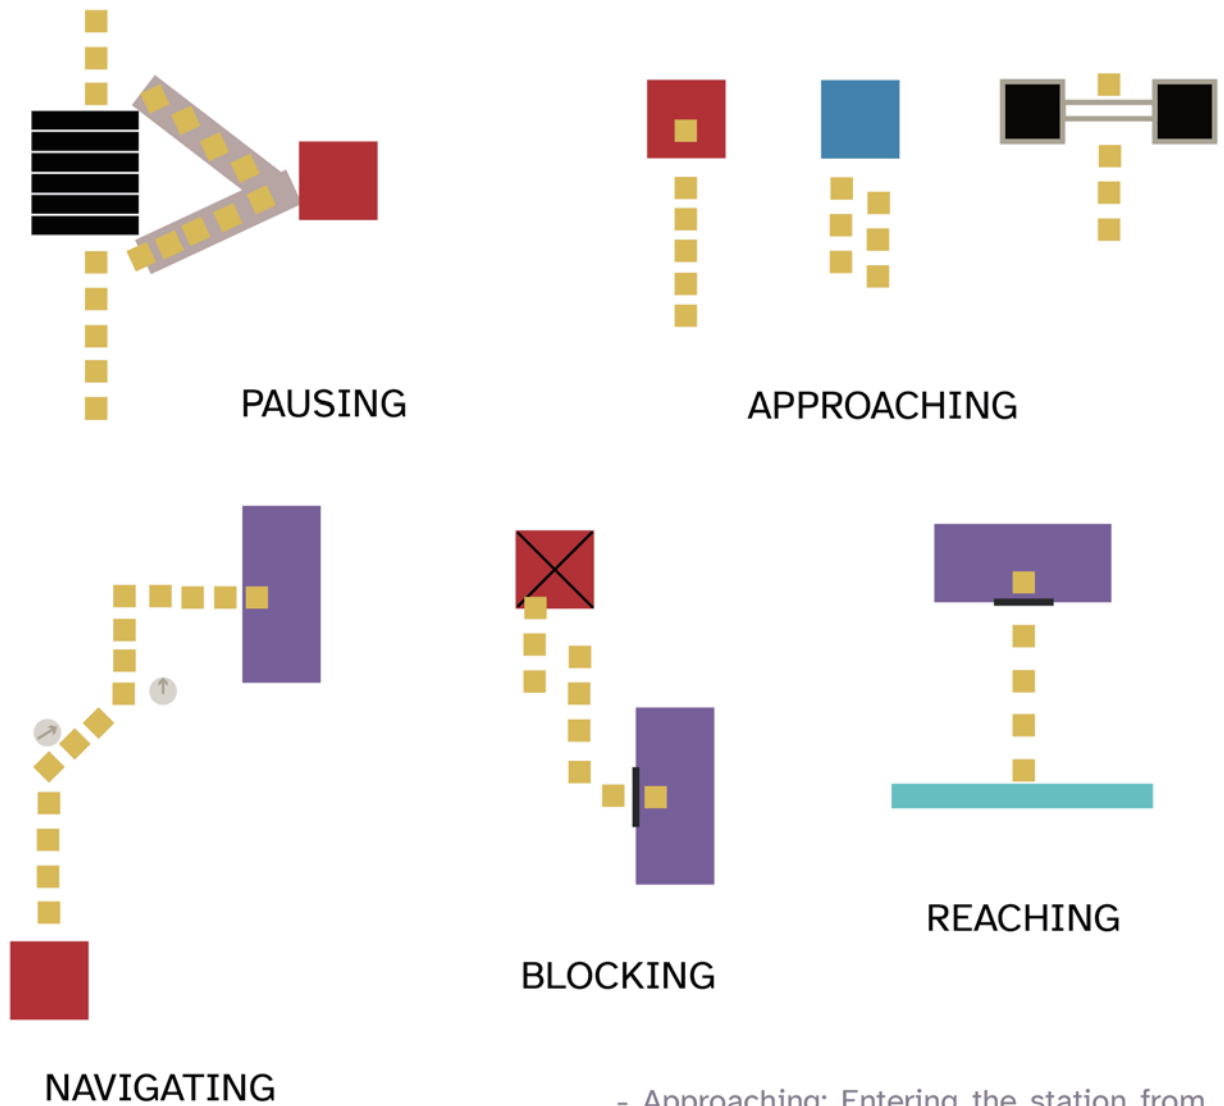 PAUSING
APPROACHING
REACHING
BLOCKING
NAVIGATING
- Approaching: Entering the station from